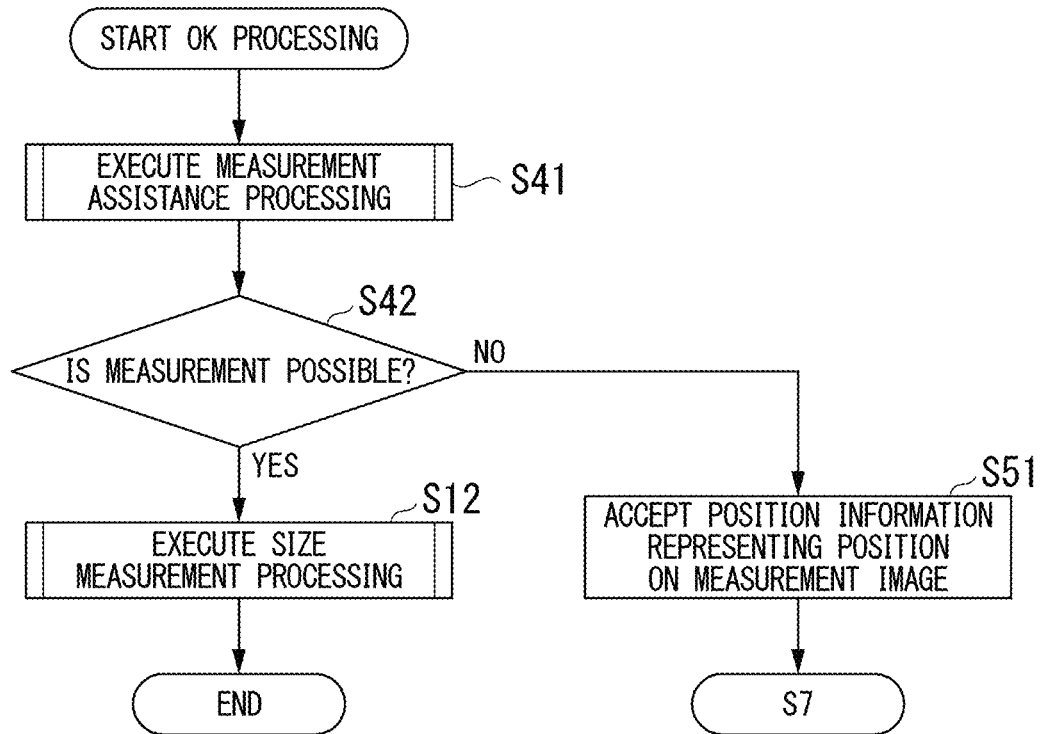 START OK PROCESSING
EXECUTE MEASUREMENT
ASSISTANCE PROCESSING
S41
S42
IS MEASUREMENT POSSIBLE?
NO
YES
S12
EXECUTE SIZE
MEASUREMENT PROCESSING
END
S51
ACCEPT POSITION INFORMATION
REPRESENTING POSITION
ON MEASUREMENT IMAGE
S7